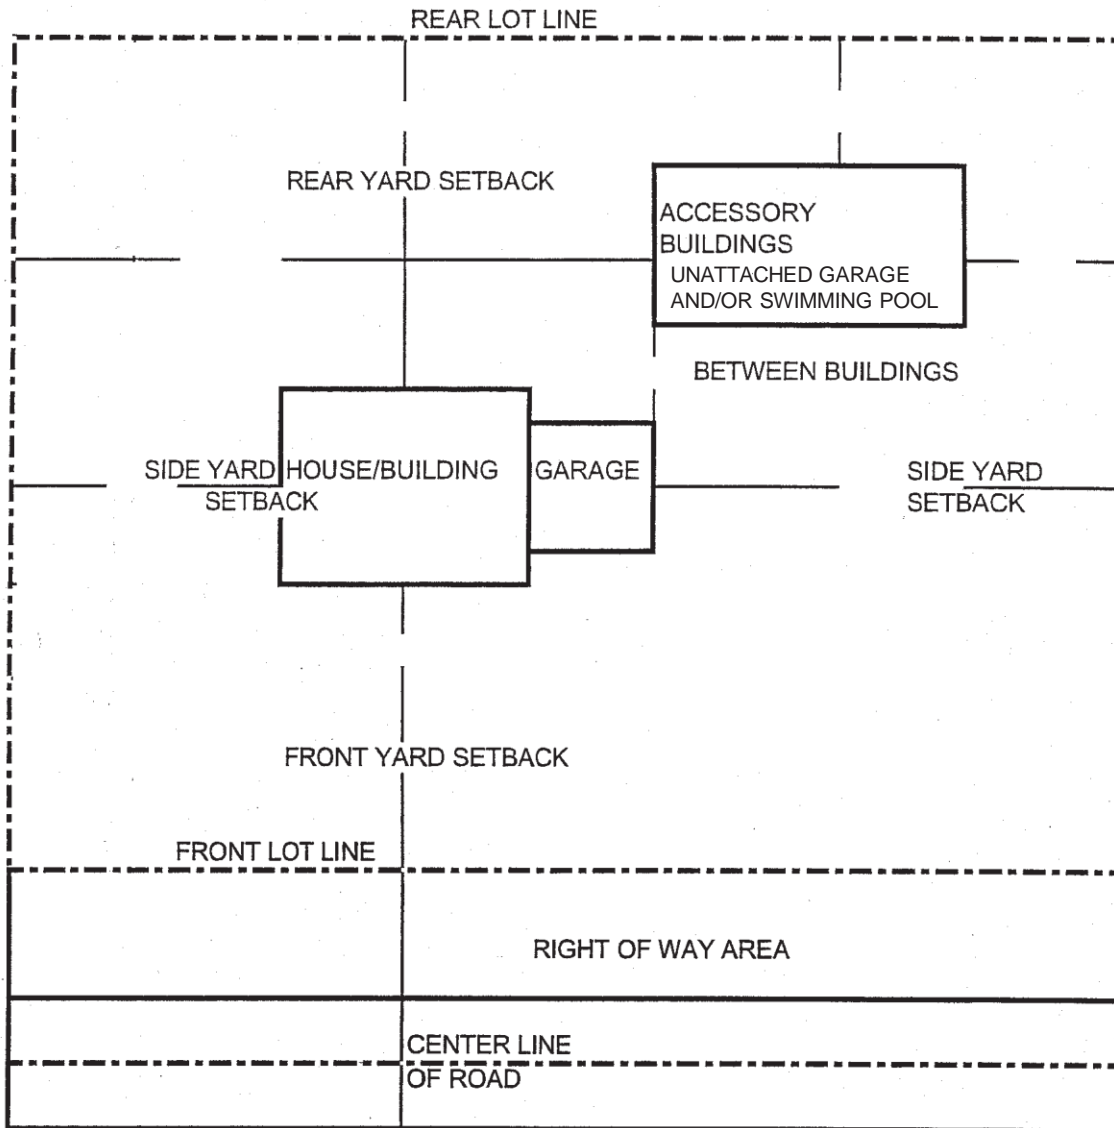 REAR LOT LINE
REAR YARD SETBACK
ACCESSORY
BUILDINGS
UNATTACHED GARAGE
AND/OR SWIMMING POOL
BETWEEN BUILDINGS
SIDE YARD
SETBACK
HOUSE/BUILDING
GARAGE
SIDE YARD
SETBACK
FRONT YARD SETBACK
FRONT LOT LINE
RIGHT OF WAY AREA
CENTER LINE
OF ROAD